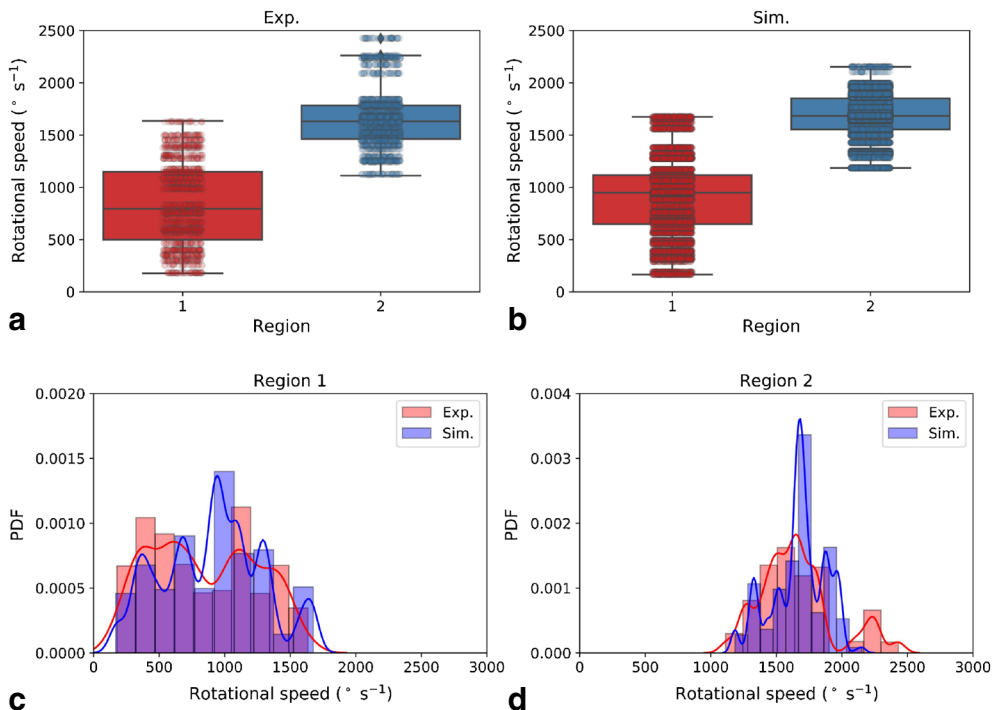 Exp.
Rotational speed (° s⁻¹)
2500
2000
1500
1000
500
0
1
2
Region
a
Sim.
Rotational speed (° s⁻¹)
2500
2000
1500
1000
500
0
1
2
Region
b
Region 1
PDF
0.0020
0.0015
0.0010
0.0005
0.0000
Exp.
Sim.
0 500 1000 1500 2000 2500 3000
Rotational speed (° s⁻¹)
c
Region 2
PDF
0.004
0.003
0.002
0.001
0.000
Exp.
Sim.
0 500 1000 1500 2000 2500 3000
Rotational speed (° s⁻¹)
d